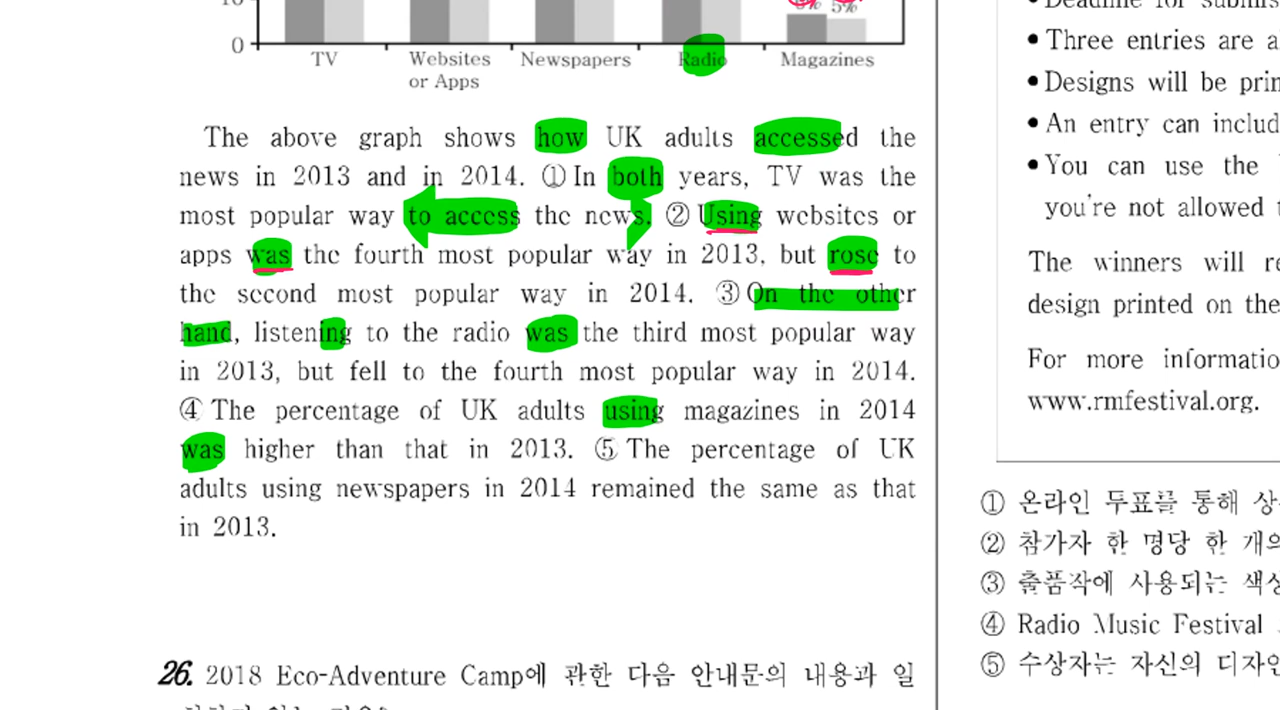 5%
0
TV Websites Newspapers Radio Magazines
or Apps
The above graph shows how UK adults accessed the
news in 2013 and in 2014. ① In both years, TV was the
most popular way to access the news. ② Using websites or
apps was the fourth most popular way in 2013, but rose to
the second most popular way in 2014. ③ On the other
hand, listening to the radio was the third most popular way
in 2013, but fell to the fourth most popular way in 2014.
④ The percentage of UK adults using magazines in 2014
was higher than that in 2013. ⑤ The percentage of UK
adults using newspapers in 2014 remained the same as that
in 2013.
26. 2018 Eco-Adventure Camp에 관한 다음 안내문의 내용과 일
• Three entries are a
• Designs will be prin
• An entry can includ
• You can use the
you're not allowed
The winners will re
design printed on the
For more informatio
www.rmfestival.org.
① 온라인 투표를 통해 상
② 참가자 한 명당 한 개의
③ 출품작에 사용되는 색상
④ Radio Music Festival
⑤ 수상자는 자신의 디자인